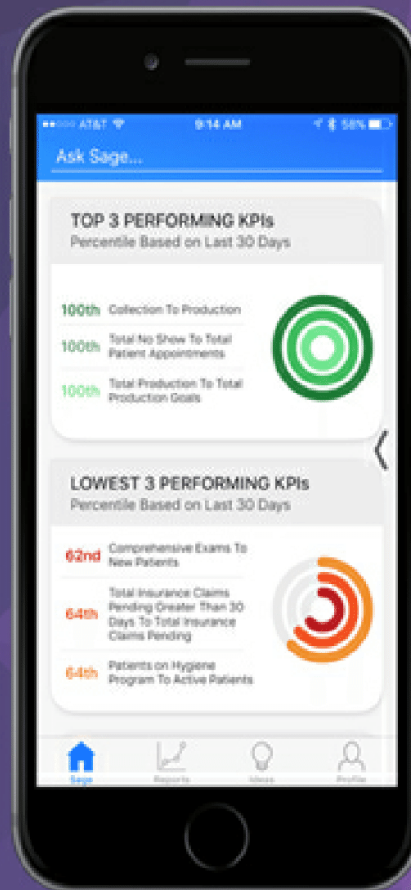 AT&T
9:14 AM
58%
Ask Sage...
TOP 3 PERFORMING KPIs
Percentile Based on Last 30 Days
100th Collection To Production
100th Total No Show To Total
Patient Appointments
100th Total Production To Total
Production Goals
LOWEST 3 PERFORMING KPIs
Percentile Based on Last 30 Days
62nd Comprehensive Exams To
New Patients
64th Total Insurance Claims
Pending Greater Than 30
Days To Total Insurance
Claims Pending
64th Patients on Hygiene
Program To Active Patients
Sage
Reports
Ideas
Profile